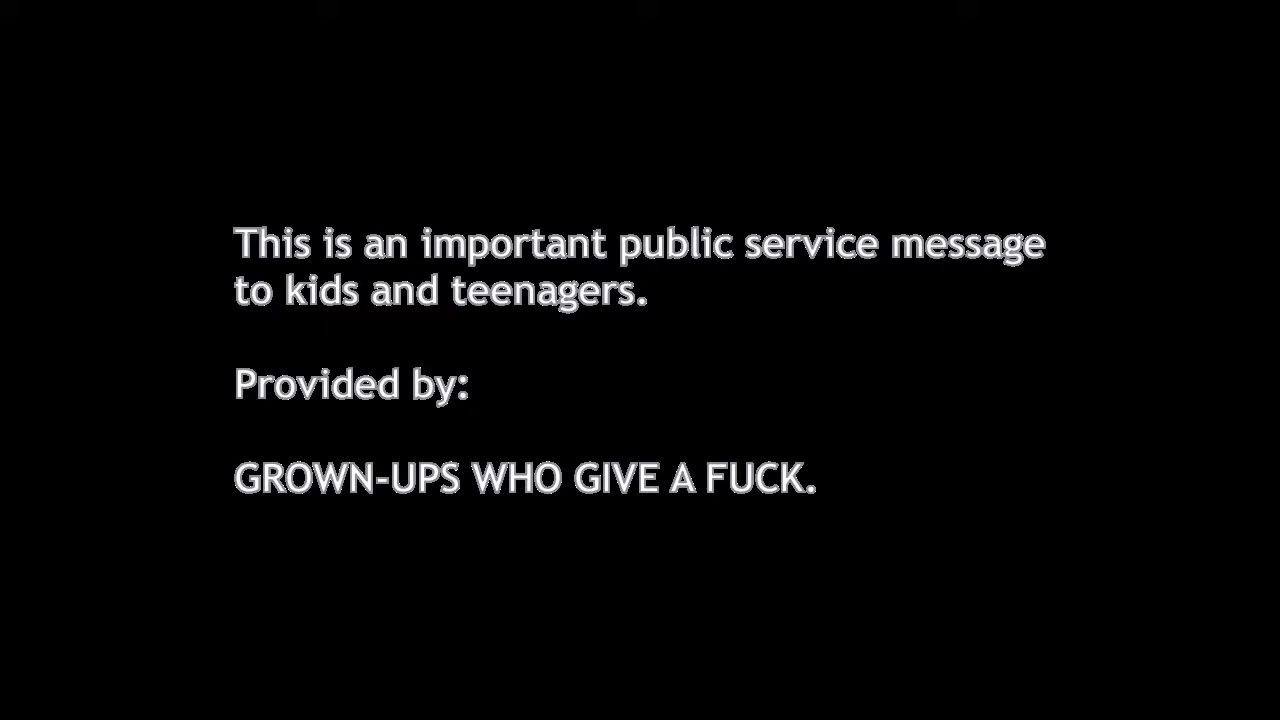 This is an important public service message
to kids and teenagers.
Provided by:
GROWN-UPS WHO GIVE A FUCK.